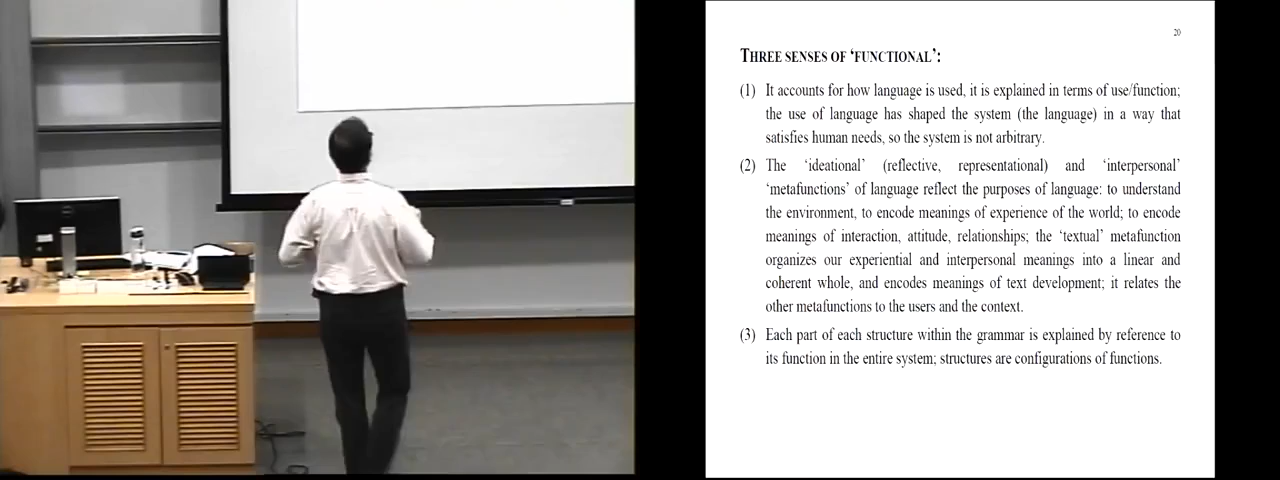 20
THREE SENSES OF ‘FUNCTIONAL’:
(1) It accounts for how language is used, it is explained in terms of use/function;
the use of language has shaped the system (the language) in a way that
satisfies human needs, so the system is not arbitrary.
(2) The ‘ideational’ (reflective, representational) and ‘interpersonal’
‘metafunctions’ of language reflect the purposes of language: to understand
the environment, to encode meanings of experience of the world; to encode
meanings of interaction, attitude, relationships; the ‘textual’ metafunction
organizes our experiential and interpersonal meanings into a linear and
coherent whole, and encodes meanings of text development; it relates the
other metafunctions to the users and the context.
(3) Each part of each structure within the grammar is explained by reference to
its function in the entire system; structures are configurations of functions.